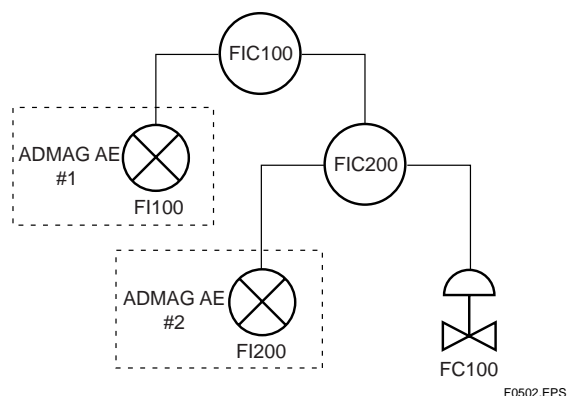 FIC100
ADMAG AE
#1
FI100
FIC200
ADMAG AE
#2
FI200
FC100
F0502.EPS